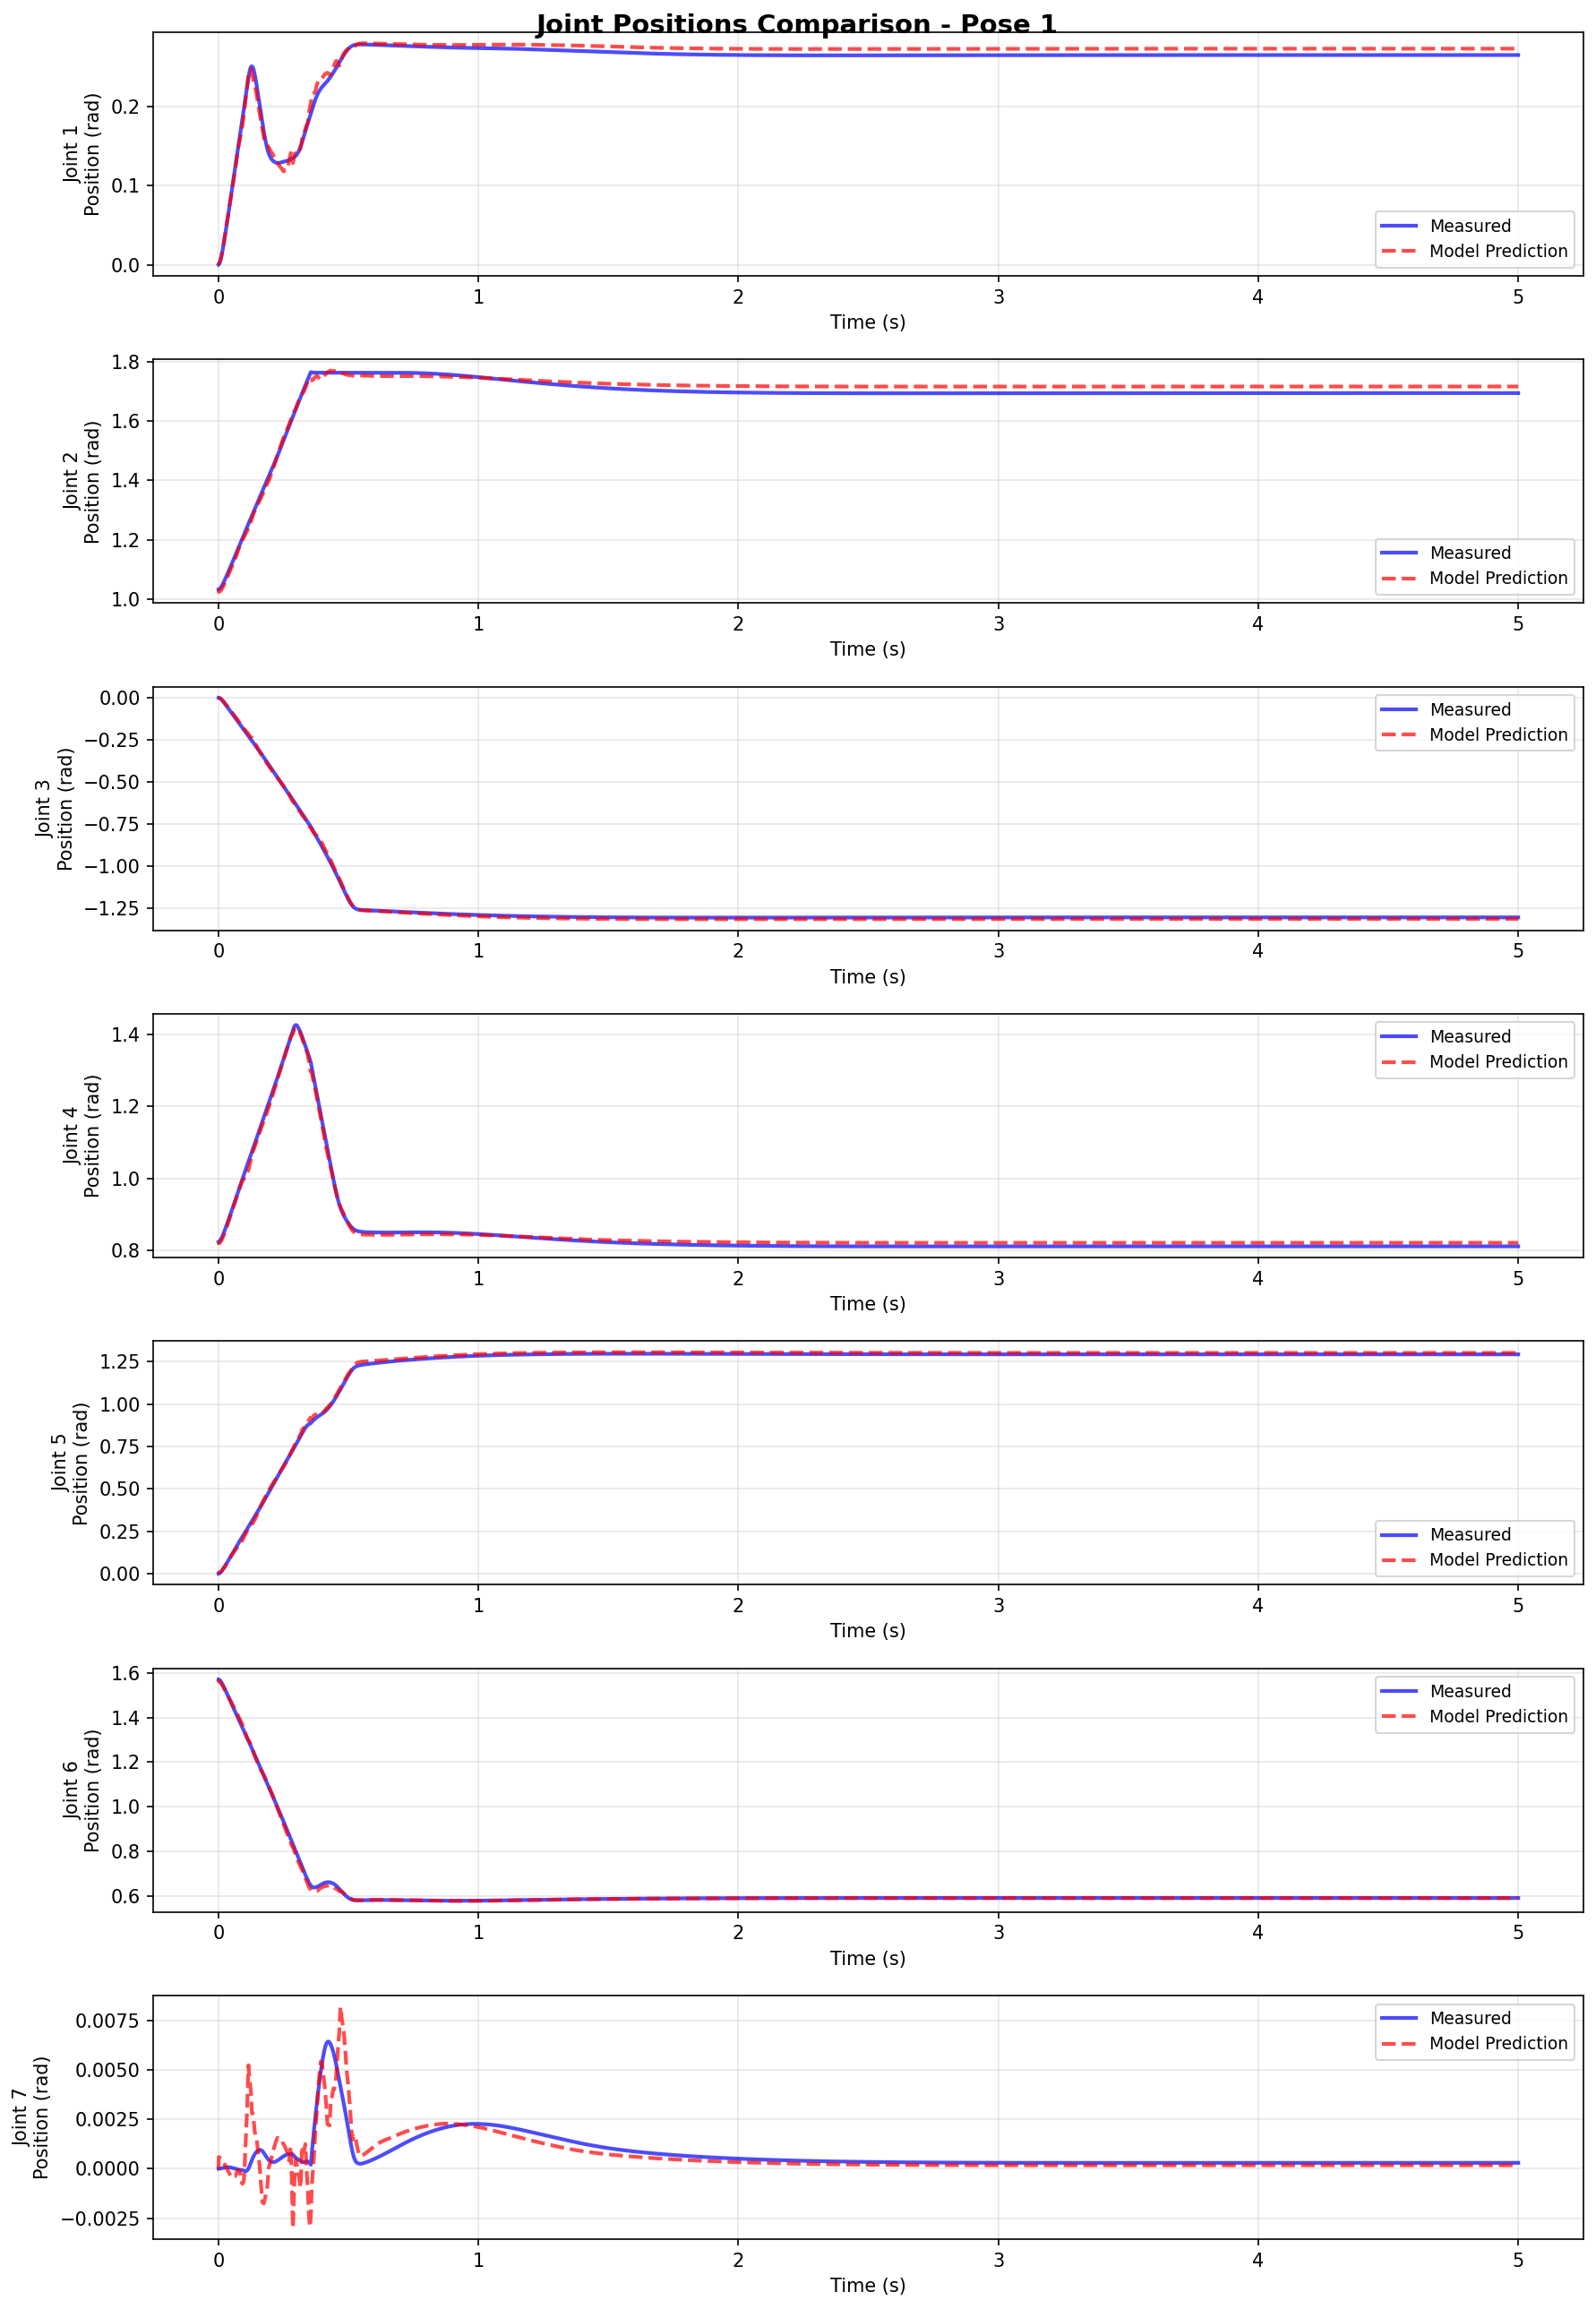 Joint Positions Comparison - Pose 1
Joint 1
Position (rad)
0.2
0.1
0.0
Measured
Model Prediction
0 1 2 3 4 5
Time (s)
Joint 2
Position (rad)
1.8
1.6
1.4
1.2
1.0
Measured
Model Prediction
0 1 2 3 4 5
Time (s)
Joint 3
Position (rad)
0.00
−0.25
−0.50
−0.75
−1.00
−1.25
Measured
Model Prediction
0 1 2 3 4 5
Time (s)
Joint 4
Position (rad)
1.4
1.2
1.0
0.8
Measured
Model Prediction
0 1 2 3 4 5
Time (s)
Joint 5
Position (rad)
1.25
1.00
0.75
0.50
0.25
0.00
Measured
Model Prediction
0 1 2 3 4 5
Time (s)
Joint 6
Position (rad)
1.6
1.4
1.2
1.0
0.8
0.6
Measured
Model Prediction
0 1 2 3 4 5
Time (s)
Joint 7
Position (rad)
0.0075
0.0050
0.0025
0.0000
−0.0025
Measured
Model Prediction
0 1 2 3 4 5
Time (s)